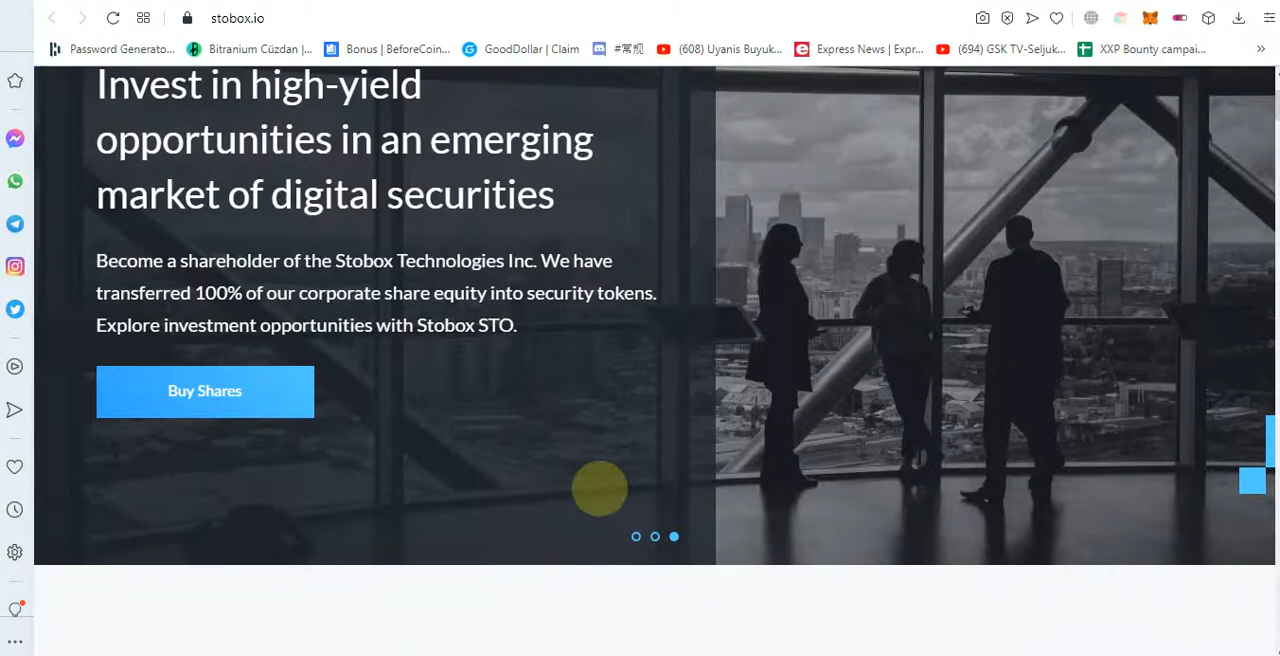 stobox.io
Password Generato...
Bitranium Cüzdan |...
Bonus | BeforeCoin...
GoodDollar | Claim
#常规
(608) Uyanis Buyuk...
Express News | Expr...
(694) GSK TV-Seljuk...
XXP Bounty campai...
»
Invest in high-yield
opportunities in an emerging
market of digital securities
Become a shareholder of the Stobox Technologies Inc. We have
transferred 100% of our corporate share equity into security tokens.
Explore investment opportunities with Stobox STO.
Buy Shares